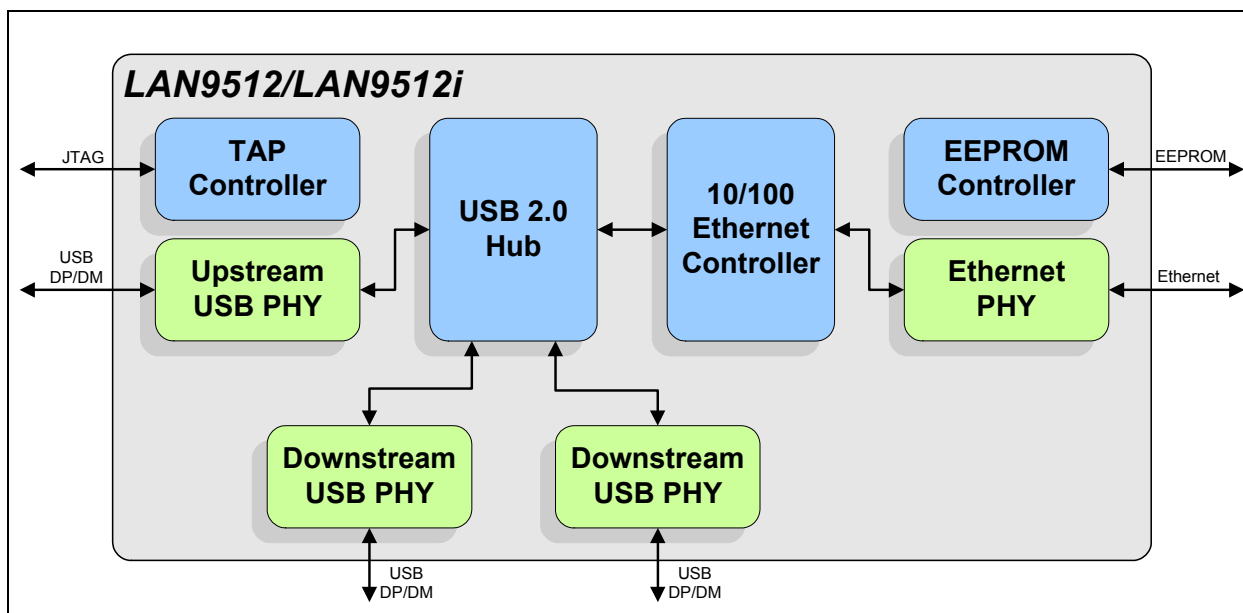 LAN9512/LAN9512i
JTAG
TAP
Controller
USB 2.0
Hub
10/100
Ethernet
Controller
EEPROM
Controller
EEPROM
USB
DP/DM
Upstream
USB PHY
Ethernet
PHY
Ethernet
Downstream
USB PHY
Downstream
USB PHY
USB
DP/DM
USB
DP/DM